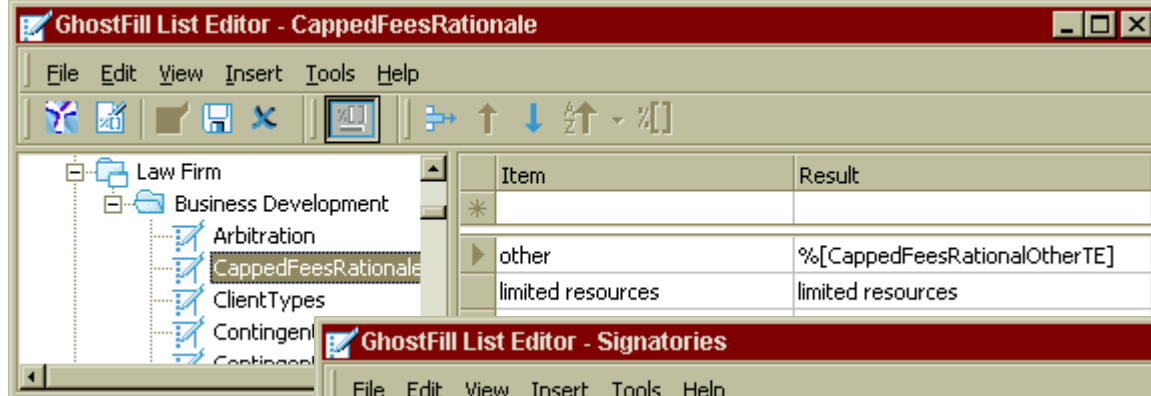 GhostFill List Editor - CappedFeesRationale
File Edit View Insert Tools Help
Law Firm
Business Development
Arbitration
CappedFeesRationale
ClientTypes
Item Result
other %[CappedFeesRationalOtherTE]
limited resources limited resources
GhostFill List Editor - Signatories
File Edit View Insert Tools Help